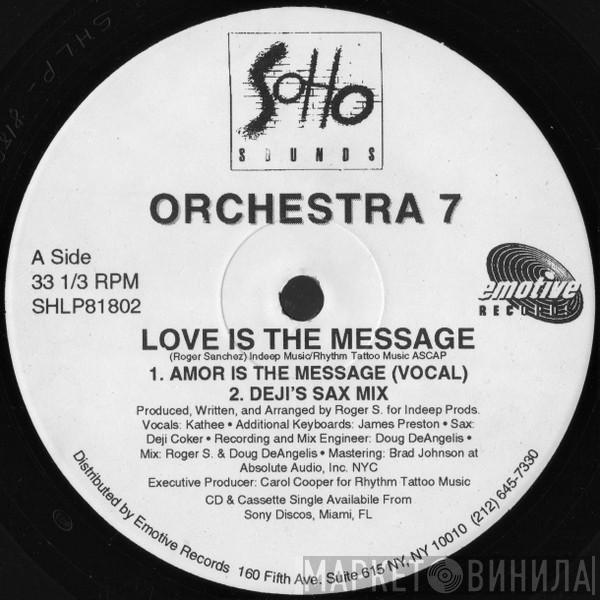 SoHo
SOUNDS
ORCHESTRA 7
A Side
33 1/3 RPM
SHLP81802
emotive
RECORDS
LOVE IS THE MESSAGE
(Roger Sanchez) Indeep Music/Rhythm Tattoo Music ASCAP
1. AMOR IS THE MESSAGE (VOCAL)
2. DEJI'S SAX MIX
Produced, Written, and Arranged by Roger S. for Indeep Prods.
Vocals: Kathee • Additional Keyboards: James Preston • Sax:
Deji Coker • Recording and Mix Engineer: Doug DeAngelis •
Mix: Roger S. & Doug DeAngelis • Mastering: Brad Johnson at
Absolute Audio, Inc. NYC
Executive Producer: Carol Cooper for Rhythm Tattoo Music
CD & Cassette Single Availabile From
Sony Discos, Miami, FL
Distributed by Emotive Records 160 Fifth Ave. Suite 615 NY, NY 10010 (212) 645-7330
МАРКЕТ ВИНИЛА